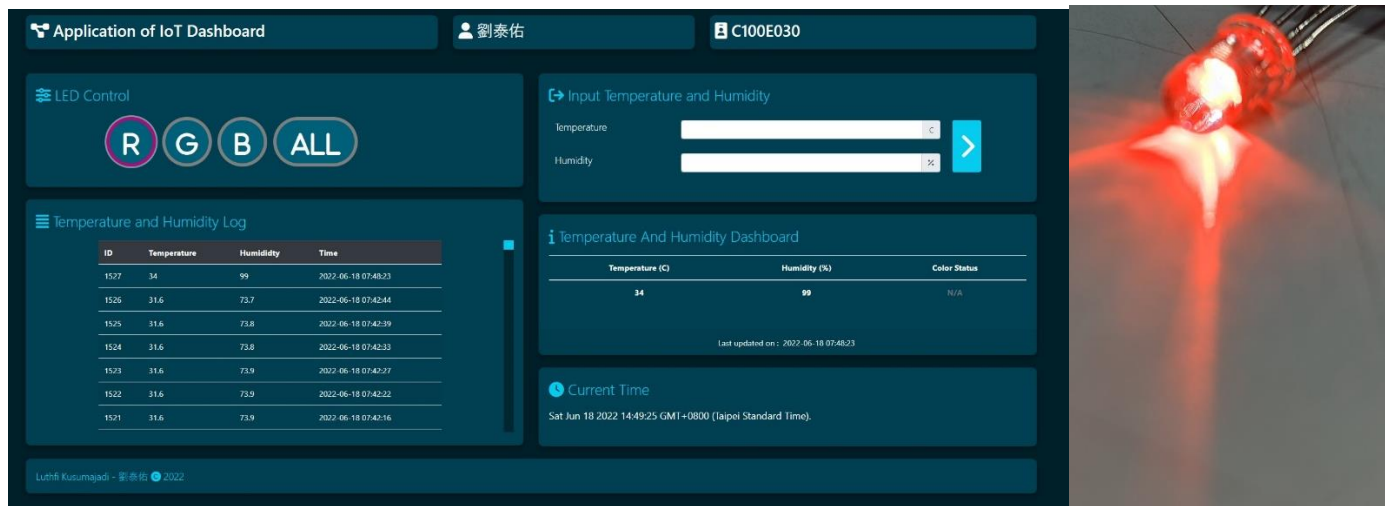 Application of IoT Dashboard
劉泰佑
C100E030
LED Control
R G B ALL
Temperature and Humidity Log
ID Temperature Humididty Time
1527 34 99 2022-06-18 07:48:23
1526 31.6 73.7 2022-06-18 07:42:44
1525 31.6 73.8 2022-06-18 07:42:39
1524 31.6 73.8 2022-06-18 07:42:33
1523 31.6 73.9 2022-06-18 07:42:27
1522 31.6 73.9 2022-06-18 07:42:22
1521 31.6 73.9 2022-06-18 07:42:16
Input Temperature and Humidity
Temperature C
Humidity %
Temperature And Humidity Dashboard
Temperature (C) Humidity (%) Color Status
34 99 N/A
Last updated on : 2022-06-18 07:48:23
Current Time
Sat Jun 18 2022 14:49:25 GMT+0800 (Taipei Standard Time).
Luthfi Kusumajadi - 劉泰佑 © 2022